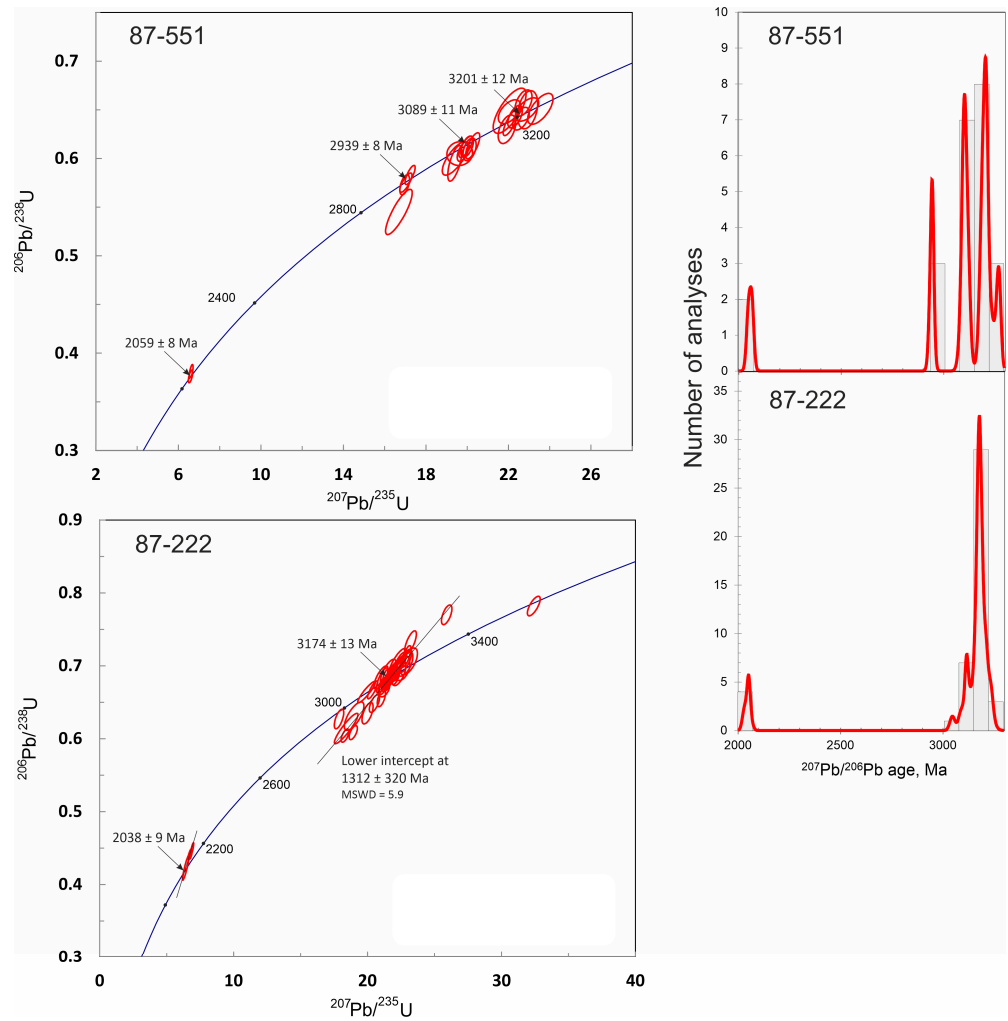 87-551
0.7
0.6
0.5
0.4
0.3
²⁰⁶Pb/²³⁸U
3201 ± 12 Ma
3089 ± 11 Ma
2939 ± 8 Ma
3200
2800
2400
2059 ± 8 Ma
2 6 10 14 18 22 26
²⁰⁷Pb/²³⁵U
87-222
0.9
0.8
0.7
0.6
0.5
0.4
0.3
²⁰⁶Pb/²³⁸U
3174 ± 13 Ma
3400
3000
Lower intercept at
1312 ± 320 Ma
MSWD = 5.9
2600
2038 ± 9 Ma
2200
0 10 20 30 40
²⁰⁷Pb/²³⁵U
Number of analyses
87-551
10
9
8
7
6
5
4
3
2
1
0
87-222
35
30
25
20
15
10
5
0
2000 2500 3000
²⁰⁷Pb/²⁰⁶Pb age, Ma